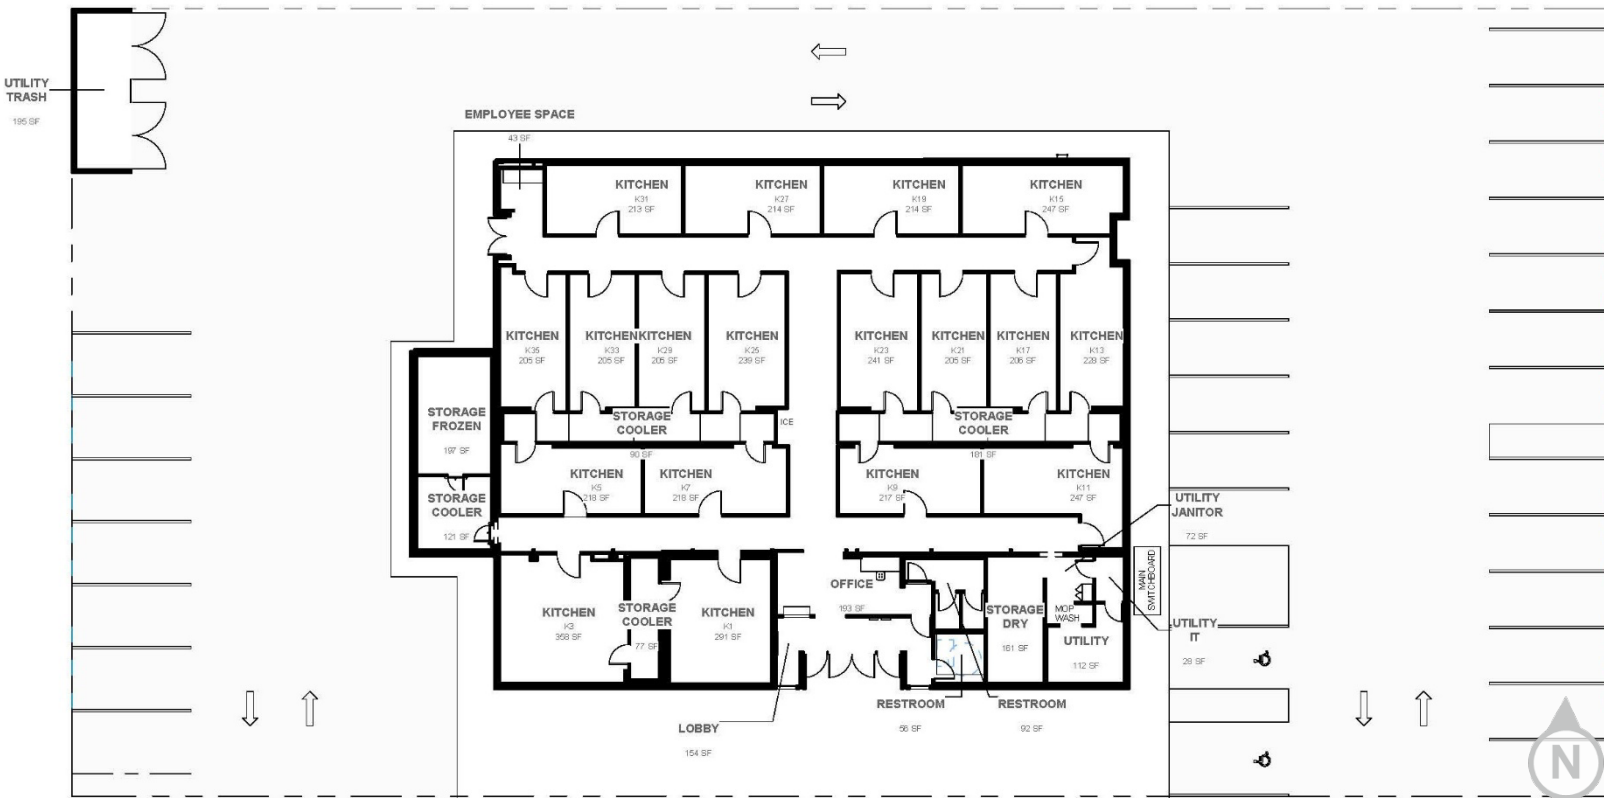 UTILITY
TRASH
195 SF
EMPLOYEE SPACE
43 SF
KITCHEN
K31
213 SF
KITCHEN
K27
214 SF
KITCHEN
K19
214 SF
KITCHEN
K15
247 SF
KITCHEN
K35
205 SF
KITCHEN
K33
205 SF
KITCHEN
K29
205 SF
KITCHEN
K25
239 SF
KITCHEN
K23
241 SF
KITCHEN
K21
205 SF
KITCHEN
K17
206 SF
KITCHEN
K13
228 SF
STORAGE
FROZEN
197 SF
STORAGE
COOLER
90 SF
ICE
STORAGE
COOLER
181 SF
KITCHEN
K5
218 SF
KITCHEN
K7
218 SF
KITCHEN
K9
217 SF
KITCHEN
K11
247 SF
STORAGE
COOLER
121 SF
UTILITY
JANITOR
72 SF
MAIN
SWITCHBOARD
KITCHEN
K3
358 SF
STORAGE
COOLER
77 SF
KITCHEN
K1
291 SF
OFFICE
193 SF
STORAGE
DRY
161 SF
MOP
WASH
UTILITY
112 SF
UTILITY
IT
28 SF
LOBBY
154 SF
RESTROOM
56 SF
RESTROOM
92 SF
N